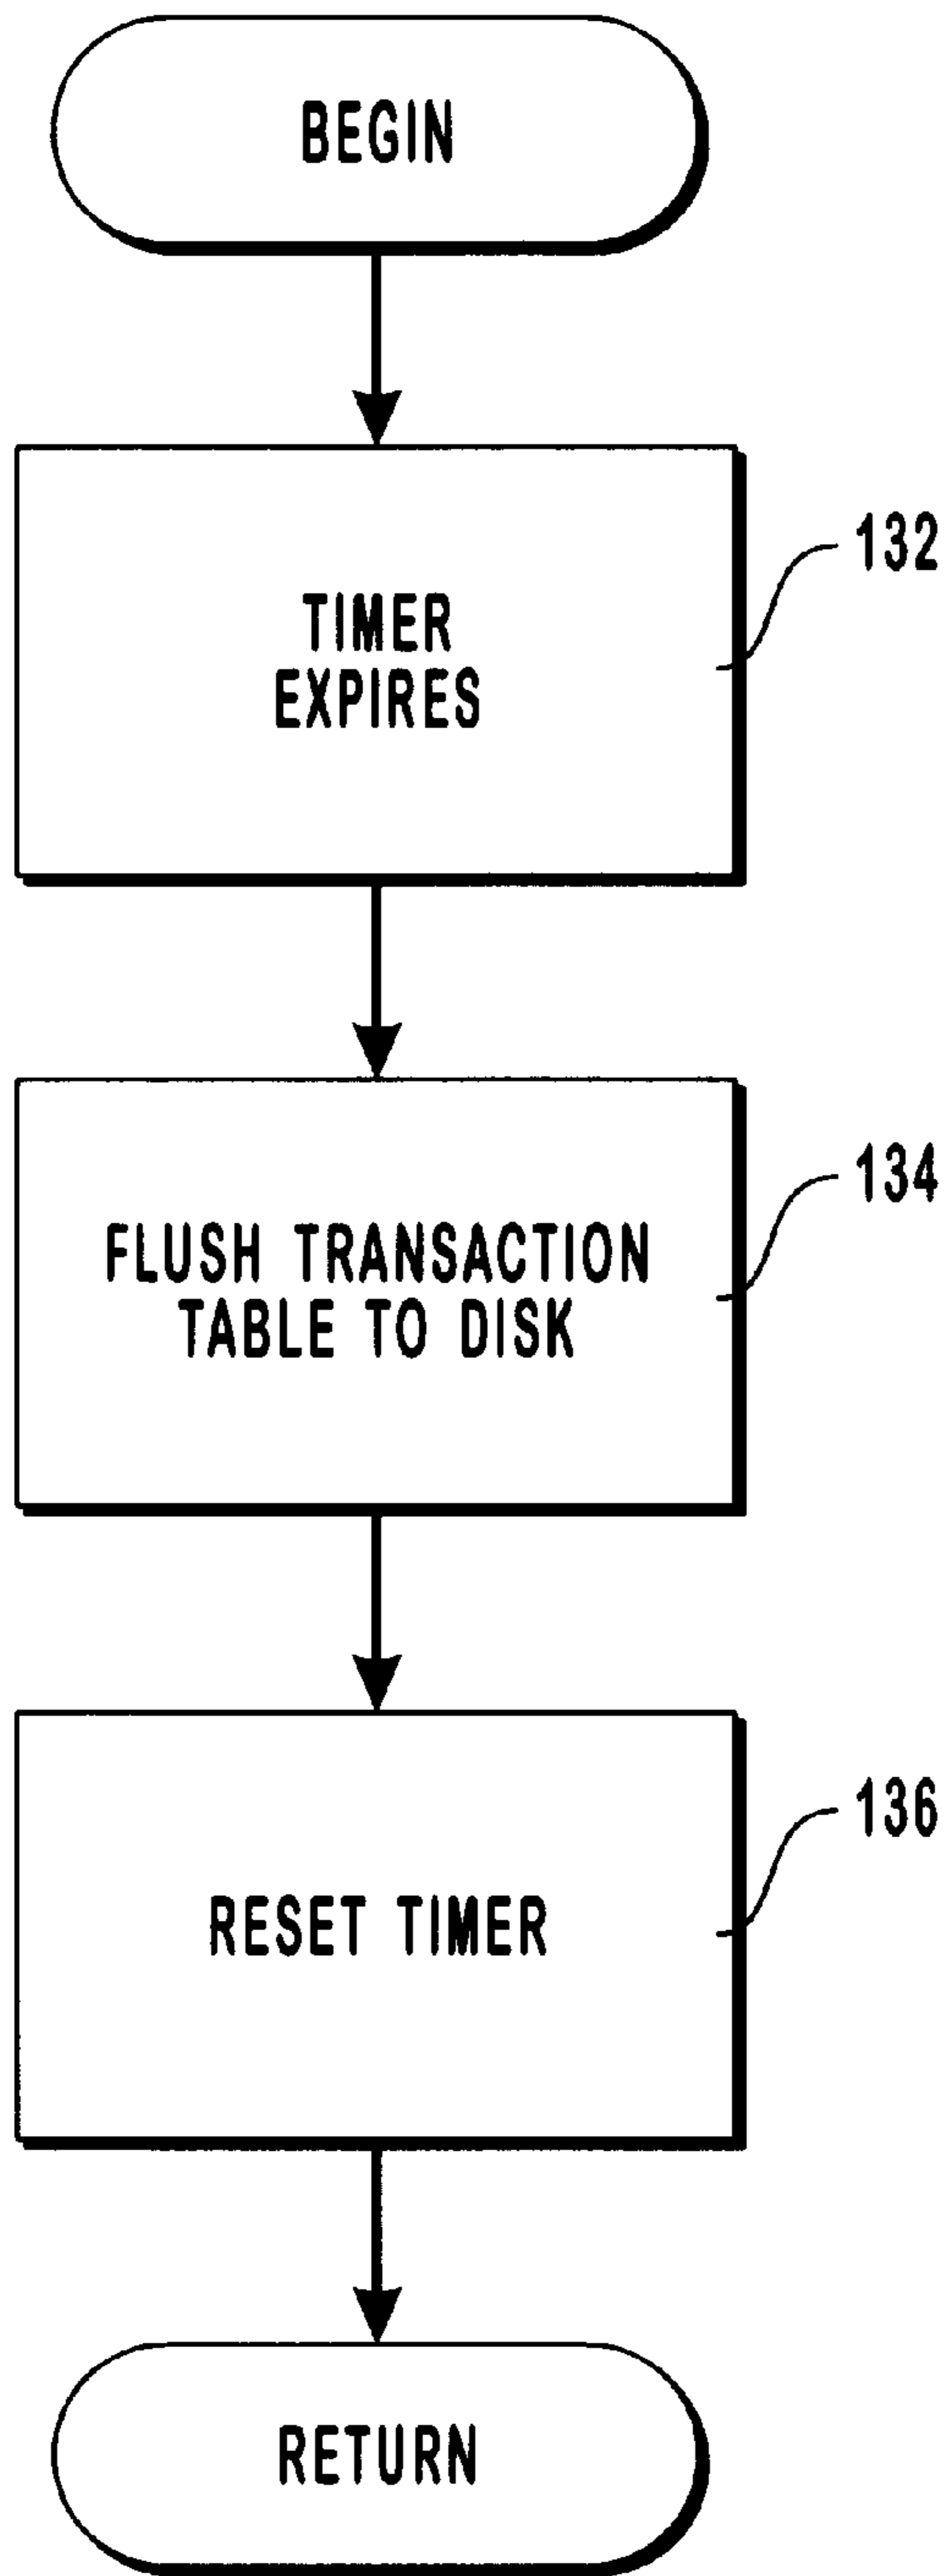 BEGIN
132
TIMER
EXPIRES
134
FLUSH TRANSACTION
TABLE TO DISK
136
RESET TIMER
RETURN